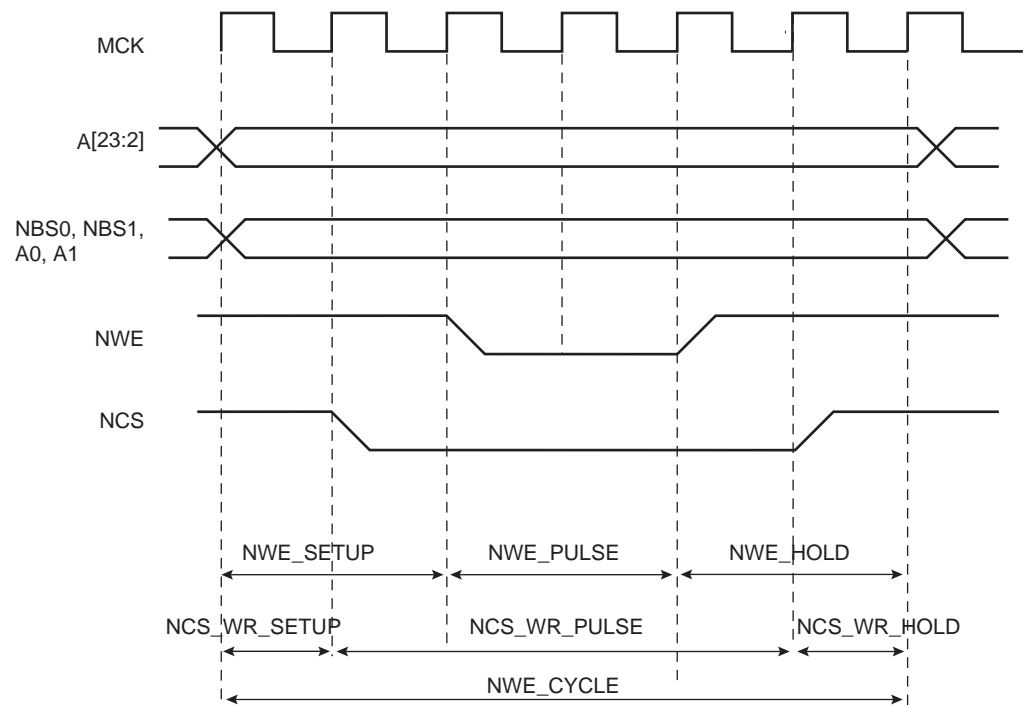 MCK
A[23:2]
NBS0, NBS1,
A0, A1
NWE
NCS
NWE_SETUP NWE_PULSE NWE_HOLD
NCS_WR_SETUP NCS_WR_PULSE NCS_WR_HOLD
NWE_CYCLE